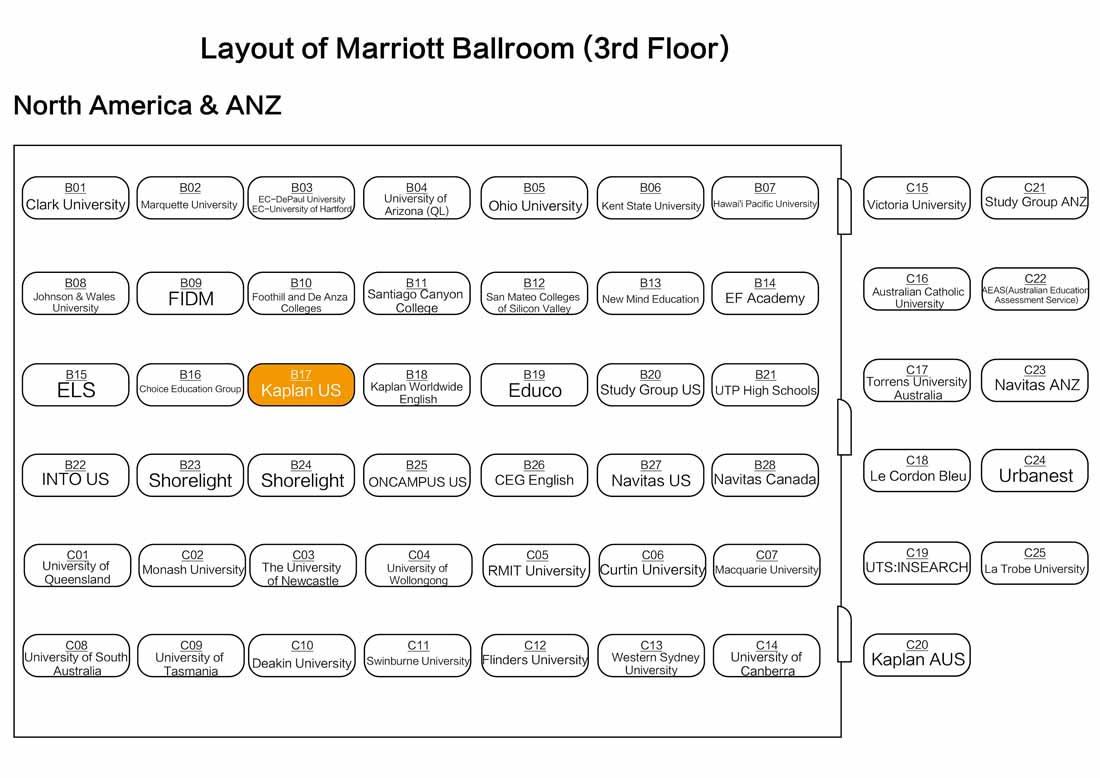 Layout of Marriott Ballroom (3rd Floor)
North America & ANZ
B01
Clark University
B02
Marquette University
B03
EC-DePaul University
EC-University of Hartford
B04
University of
Arizona (QL)
B05
Ohio University
B06
Kent State University
B07
Hawai'i Pacific University
C15
Victoria University
C21
Study Group ANZ
B08
Johnson & Wales
University
B09
FIDM
B10
Foothill and De Anza
Colleges
B11
Santiago Canyon
College
B12
San Mateo Colleges
of Silicon Valley
B13
New Mind Education
B14
EF Academy
C16
Australian Catholic
University
C22
AEAS(Australian Education
Assessment Service)
B15
ELS
B16
Choice Education Group
B17
Kaplan US
B18
Kaplan Worldwide
English
B19
Educo
B20
Study Group US
B21
UTP High Schools
C17
Torrens University
Australia
C23
Navitas ANZ
B22
INTO US
B23
Shorelight
B24
Shorelight
B25
ONCAMPUS US
B26
CEG English
B27
Navitas US
B28
Navitas Canada
C18
Le Cordon Bleu
C24
Urbanest
C01
University of
Queensland
C02
Monash University
C03
The University
of Newcastle
C04
University of
Wollongong
C05
RMIT University
C06
Curtin University
C07
Macquarie University
C19
UTS:INSEARCH
C25
La Trobe University
C08
University of South
Australia
C09
University of
Tasmania
C10
Deakin University
C11
Swinburne University
C12
Flinders University
C13
Western Sydney
University
C14
University of
Canberra
C20
Kaplan AUS